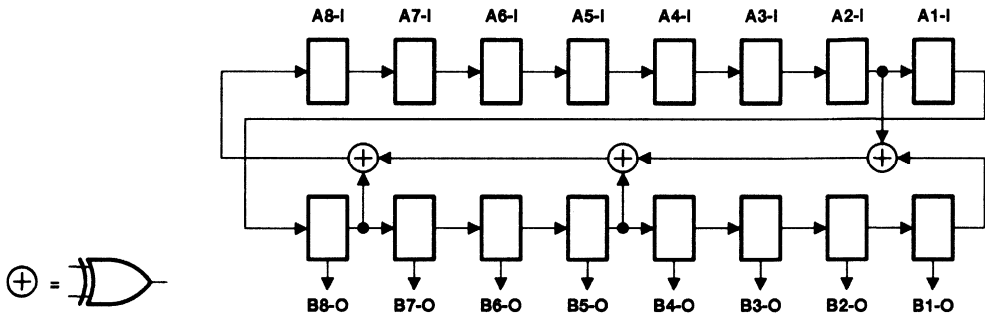 A8-I A7-I A6-I A5-I A4-I A3-I A2-I A1-I
=
B8-O B7-O B6-O B5-O B4-O B3-O B2-O B1-O